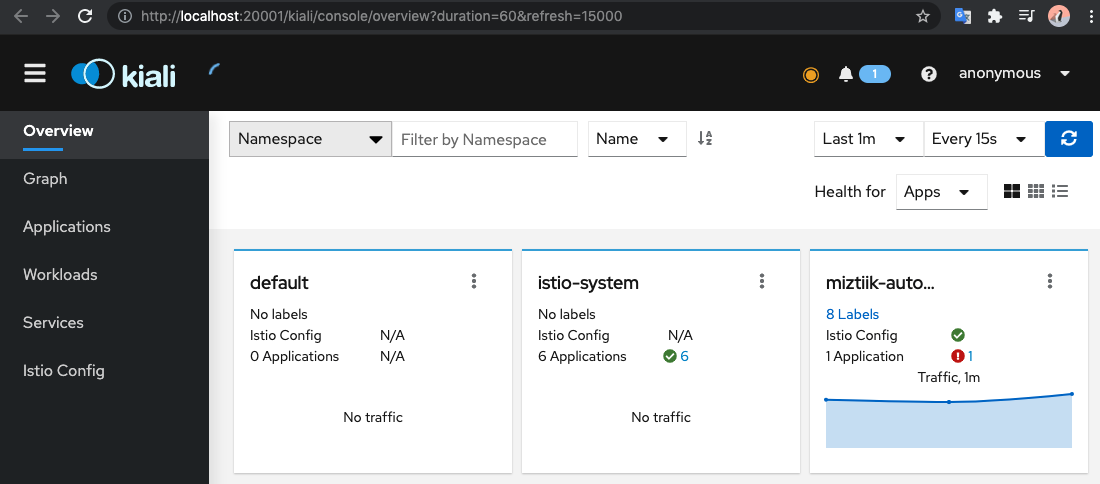 http://localhost:20001/kiali/console/overview?duration=60&refresh=15000
kiali
1
anonymous
Overview
Graph
Applications
Workloads
Services
Istio Config
Namespace
Filter by Namespace
Name
Last 1m
Every 15s
Health for
Apps
default
No labels
Istio Config N/A
0 Applications N/A
No traffic
istio-system
No labels
Istio Config N/A
6 Applications 6
No traffic
miztiik-auto...
8 Labels
Istio Config
1 Application 1
Traffic, 1m